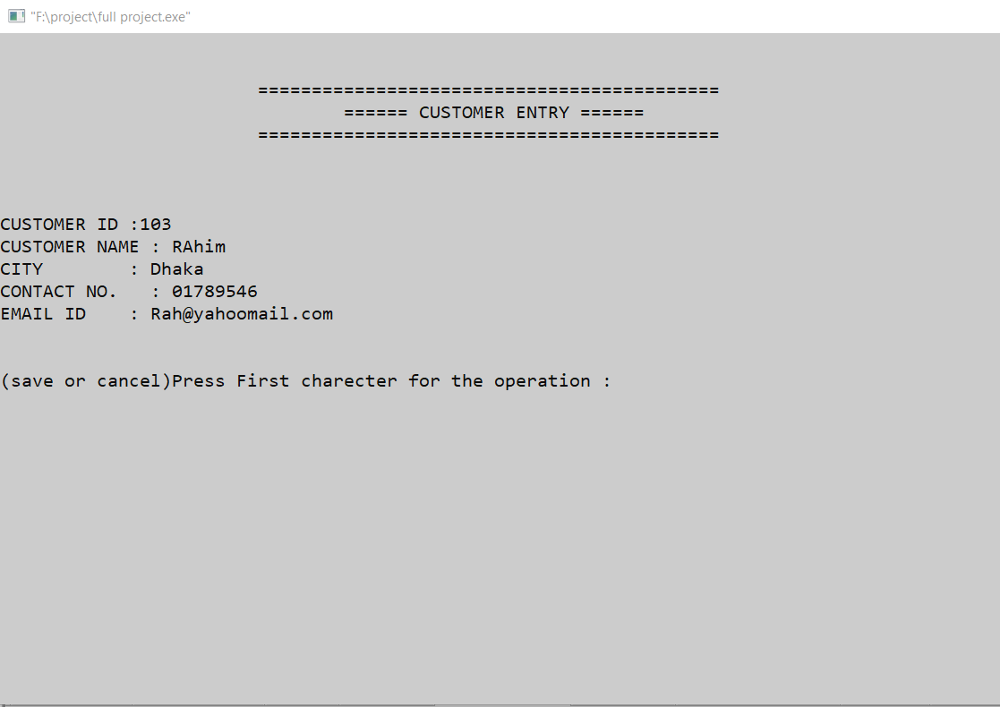 "F:\project\full project.exe"
===========================================
====== CUSTOMER ENTRY ======
===========================================
CUSTOMER ID :103
CUSTOMER NAME : RAhim
CITY        : Dhaka
CONTACT NO.   : 01789546
EMAIL ID    : Rah@yahoomail.com
(save or cancel)Press First charecter for the operation :